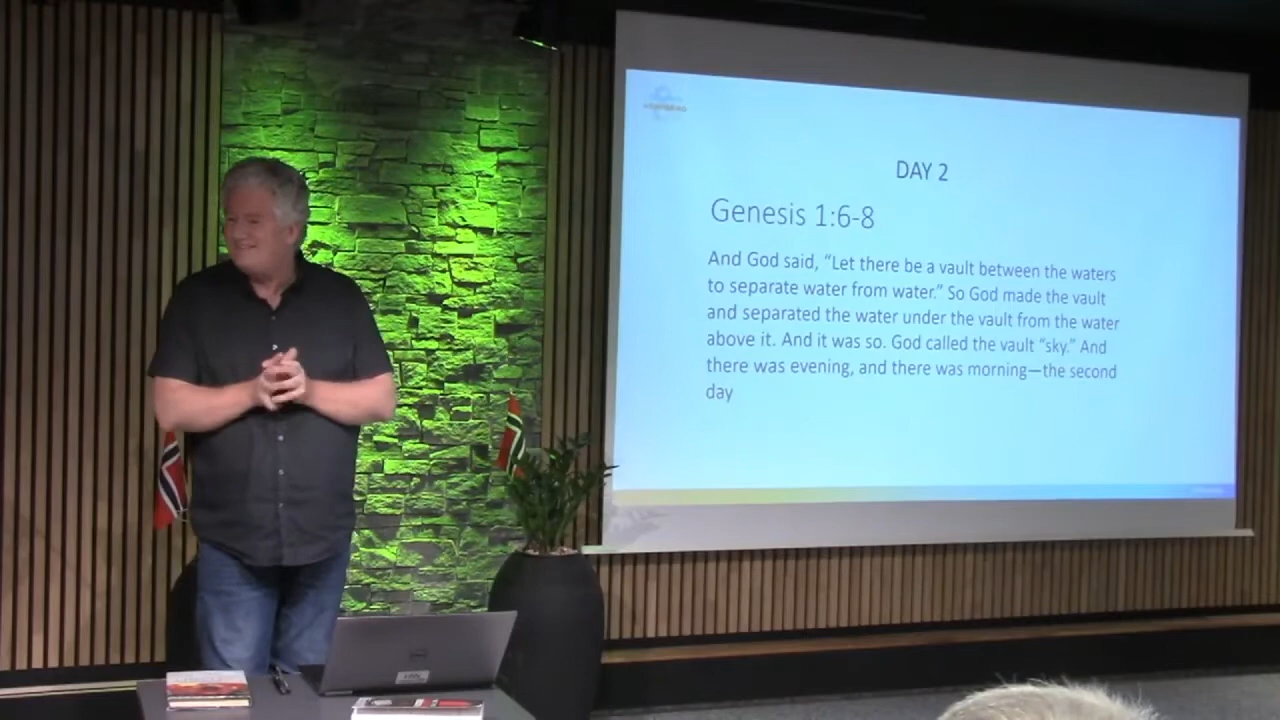 DAY 2
Genesis 1:6-8
And God said, “Let there be a vault between the waters
to separate water from water.” So God made the vault
and separated the water under the vault from the water
above it. And it was so. God called the vault “sky.” And
there was evening, and there was morning—the second
day